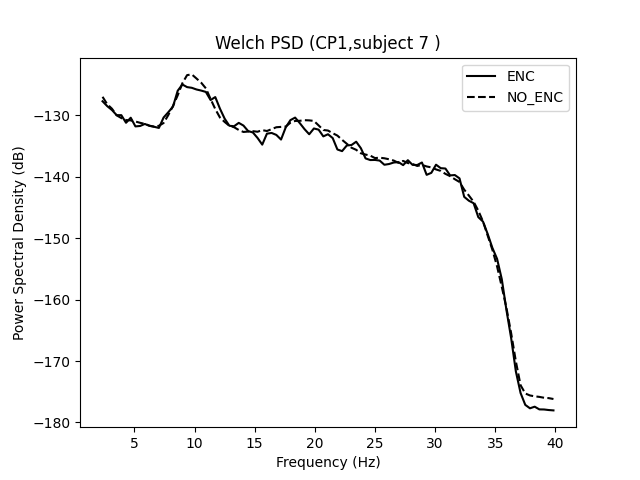 Welch PSD (CP1,subject 7 )
ENC
NO_ENC
Power Spectral Density (dB)
−130
−140
−150
−160
−170
−180
5 10 15 20 25 30 35 40
Frequency (Hz)